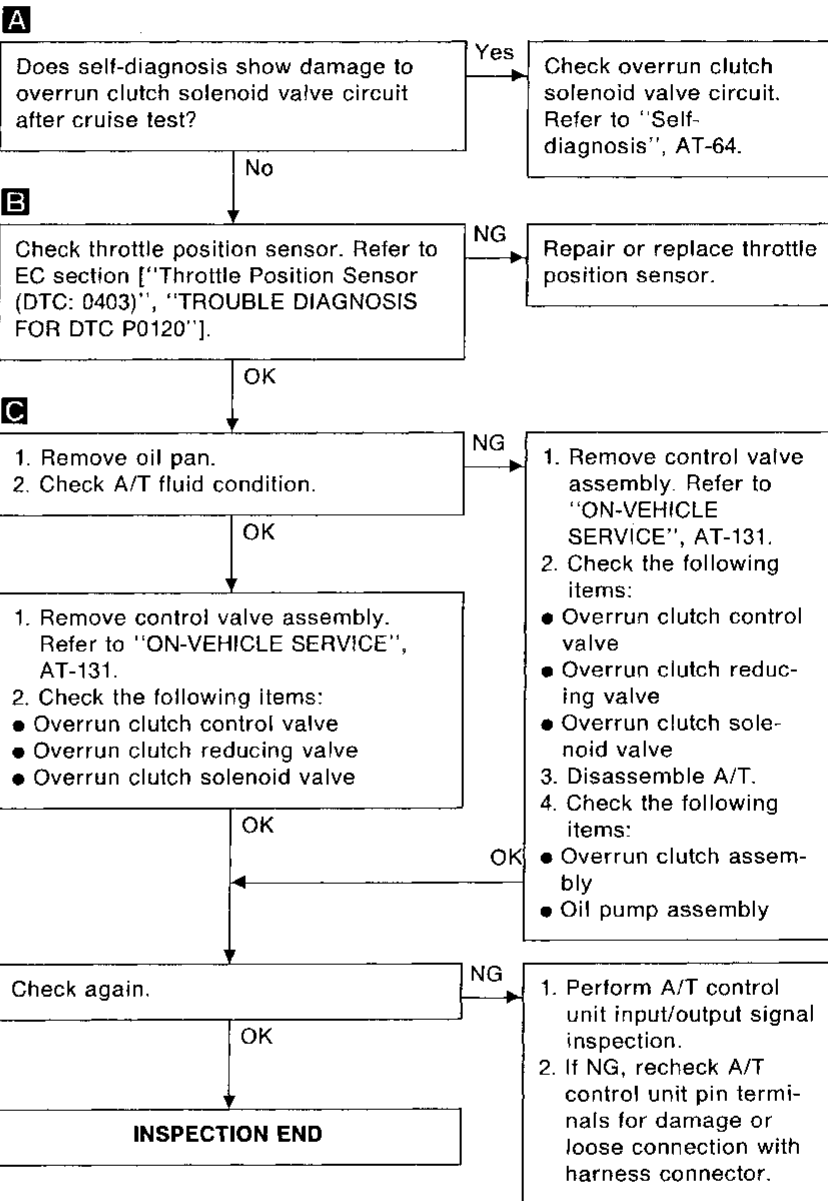 A
Does self-diagnosis show damage to
overrun clutch solenoid valve circuit
after cruise test?
Yes
Check overrun clutch
solenoid valve circuit.
Refer to "Self-
diagnosis", AT-64.
No
B
Check throttle position sensor. Refer to
EC section ["Throttle Position Sensor
(DTC: 0403)", "TROUBLE DIAGNOSIS
FOR DTC P0120"].
NG
Repair or replace throttle
position sensor.
OK
C
1. Remove oil pan.
2. Check A/T fluid condition.
NG
1. Remove control valve
assembly. Refer to
"ON-VEHICLE
SERVICE", AT-131.
2. Check the following
items:
● Overrun clutch control
valve
● Overrun clutch reduc-
ing valve
● Overrun clutch sole-
noid valve
3. Disassemble A/T.
4. Check the following
items:
● Overrun clutch assem-
bly
● Oil pump assembly
OK
1. Remove control valve assembly.
Refer to "ON-VEHICLE SERVICE",
AT-131.
2. Check the following items:
● Overrun clutch control valve
● Overrun clutch reducing valve
● Overrun clutch solenoid valve
OK
OK
Check again.
NG
1. Perform A/T control
unit input/output signal
inspection.
2. If NG, recheck A/T
control unit pin termi-
nals for damage or
loose connection with
harness connector.
OK
INSPECTION END